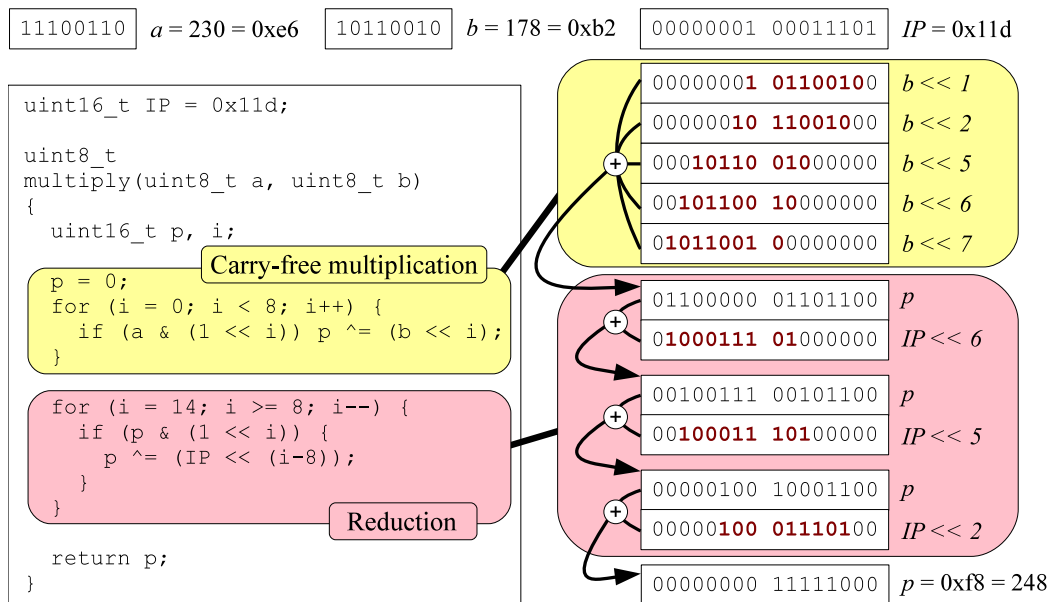 11100110 a = 230 = 0xe6 10110010 b = 178 = 0xb2 00000001 00011101 IP = 0x11d
uint16_t IP = 0x11d;
uint8_t
multiply(uint8_t a, uint8_t b)
{
uint16_t p, i;
Carry-free multiplication
p = 0;
for (i = 0; i < 8; i++) {
if (a & (1 << i)) p ^= (b << i);
}
for (i = 14; i >= 8; i--) {
if (p & (1 << i)) {
p ^= (IP << (i-8));
}
}
Reduction
return p;
}
00000001 01100100 b << 1
00000010 11001000 b << 2
+
00010110 01000000 b << 5
00101100 10000000 b << 6
01011001 00000000 b << 7
01100000 01101100 p
+
01000111 01000000 IP << 6
00100111 00101100 p
+
00100011 10100000 IP << 5
00000100 10001100 p
+
00000100 01110100 IP << 2
00000000 11111000 p = 0xf8 = 248